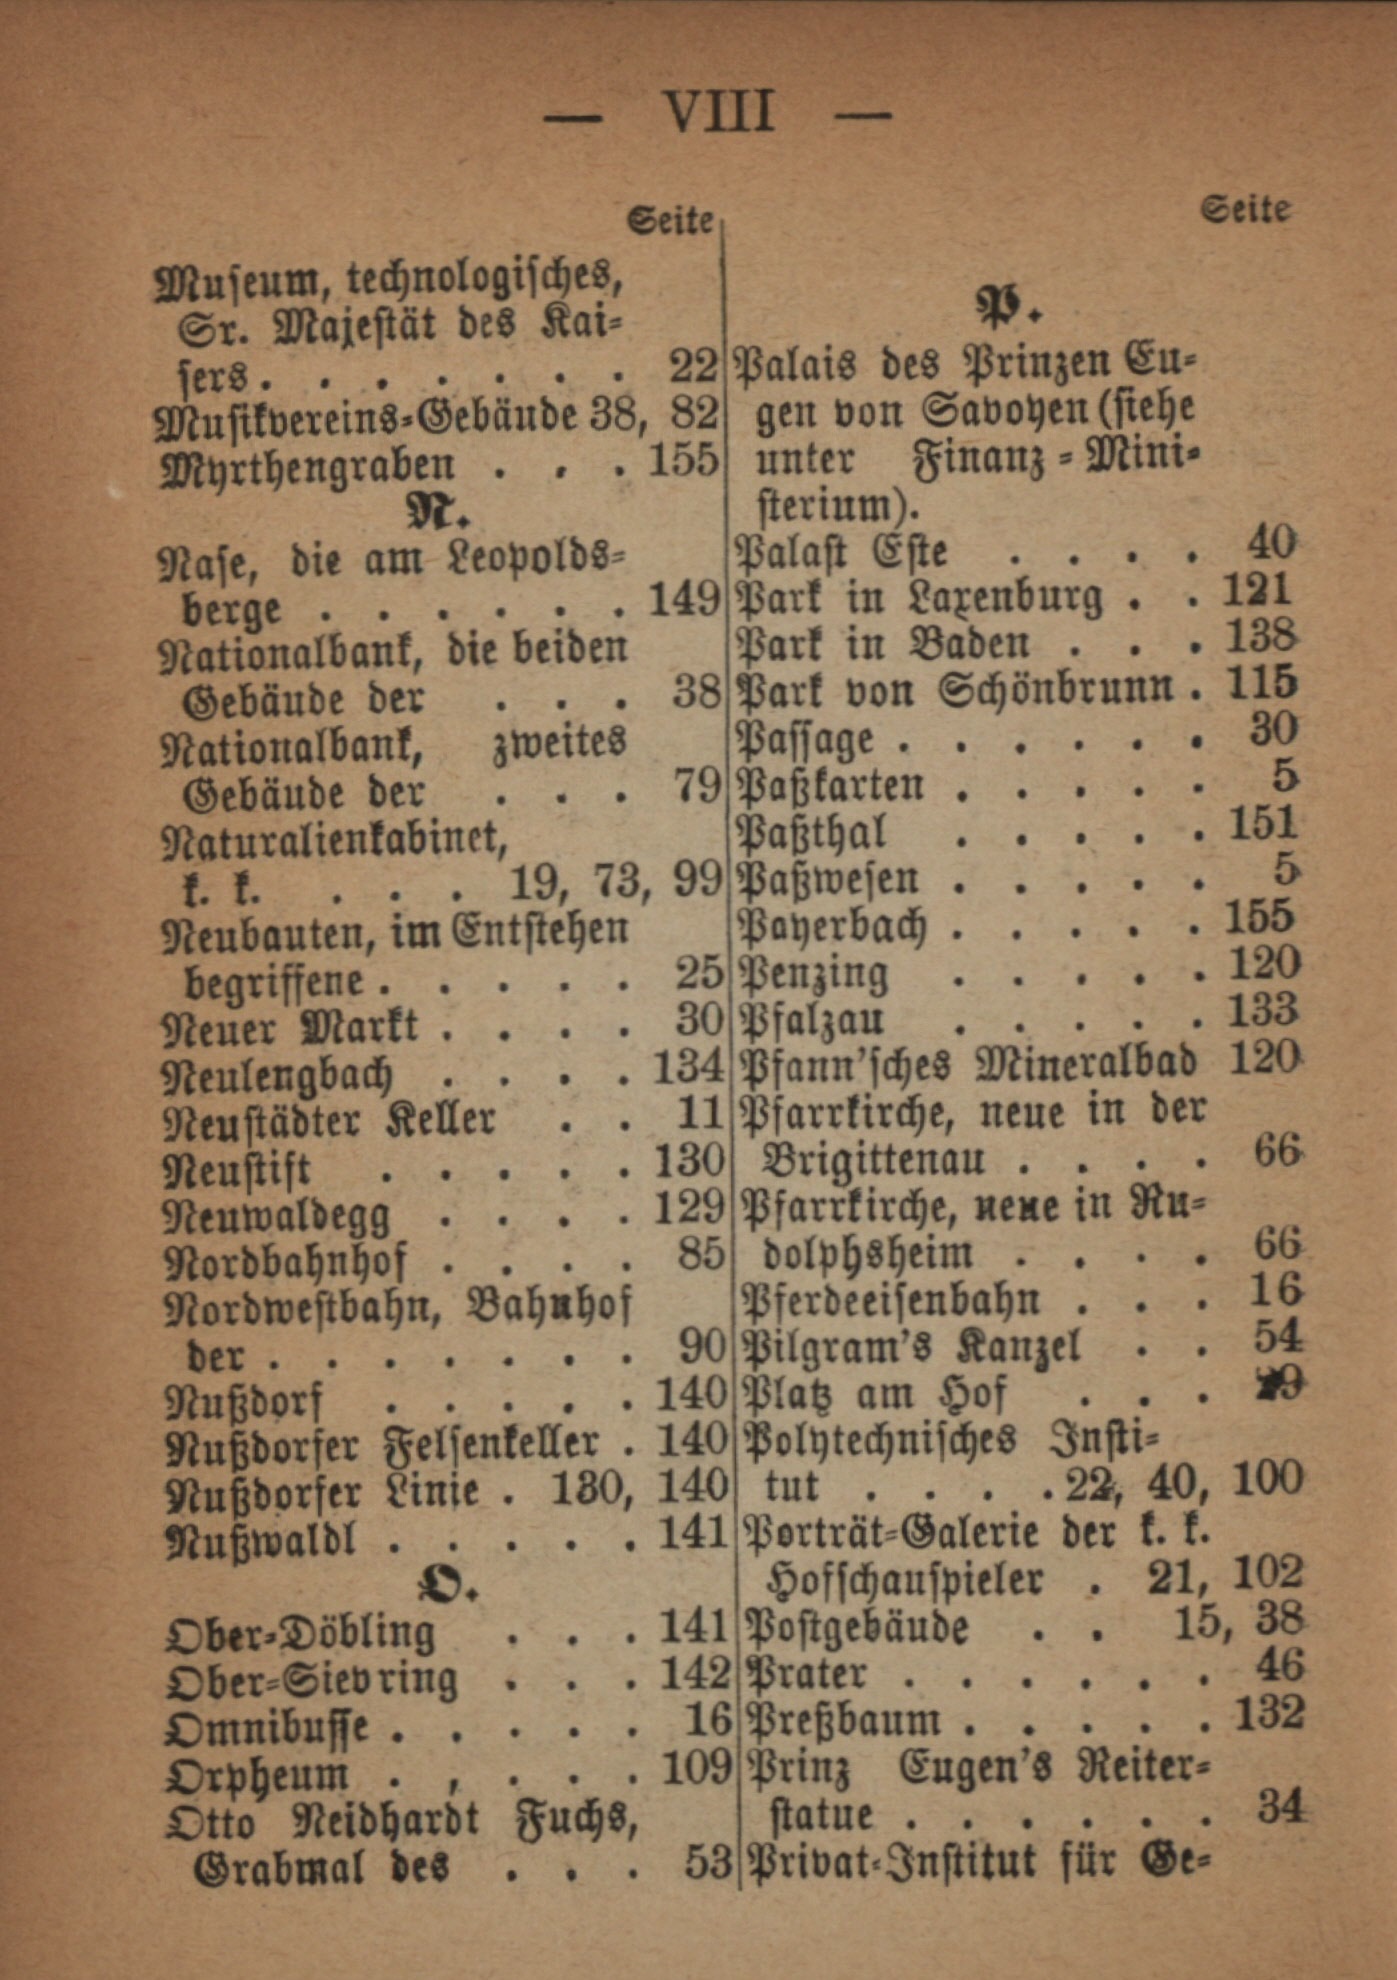 — VIII —
Seite
Museum, technologisches,
Sr. Majestät des Kai-
sers . . . . . . . 22
Musikvereins-Gebäude 38, 82
Myrthengraben . . . 155
N.
Nase, die am Leopolds-
berge . . . . . . 149
Nationalbank, die beiden
Gebäude der . . . 38
Nationalbank, zweites
Gebäude der . . . 79
Naturalienkabinet,
k. k. . . . 19, 73, 99
Neubauten, im Entstehen
begriffene . . . . . 25
Neuer Markt . . . . 30
Neulengbach . . . . 134
Neustädter Keller . . 11
Neustift . . . . . 130
Neuwaldegg . . . . 129
Nordbahnhof . . . . 85
Nordwestbahn, Bahnhof
der . . . . . . . 90
Nußdorf . . . . . 140
Nußdorfer Felsenkeller . 140
Nußdorfer Linie . 130, 140
Nußwaldl . . . . . 141
O.
Ober-Döbling . . . 141
Ober-Sievring . . . 142
Omnibusse . . . . . 16
Orpheum . , . . . 109
Otto Neidhardt Fuchs,
Grabmal des . . . 53
Seite
P.
Palais des Prinzen Eu-
gen von Savoyen (siehe
unter Finanz-Mini-
sterium).
Palast Este . . . . 40
Park in Laxenburg . . 121
Park in Baden . . . 138
Park von Schönbrunn . 115
Passage . . . . . . 30
Paßkarten . . . . . 5
Paßthal . . . . . 151
Paßwesen . . . . . 5
Payerbach . . . . . 155
Penzing . . . . . 120
Pfalzau . . . . . 133
Pfann'sches Mineralbad 120
Pfarrkirche, neue in der
Brigittenau . . . . 66
Pfarrkirche, neue in Ru-
dolphsheim . . . . 66
Pferdeeisenbahn . . . 16
Pilgram's Kanzel . . 54
Platz am Hof . . .
Polytechnisches Insti-
tut . . . . 22, 40, 100
Porträt-Galerie der k. k.
Hofschauspieler . 21, 102
Postgebäude . . 15, 38
Prater . . . . . . 46
Preßbaum . . . . . 132
Prinz Eugen's Reiter-
statue . . . . . . 34
Privat-Institut für Ge-